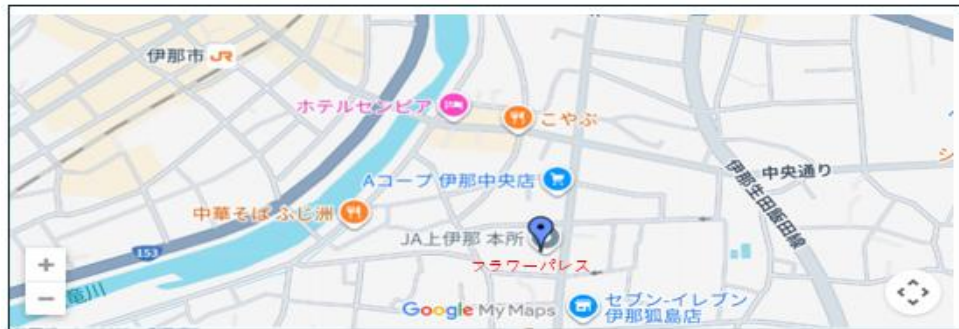 伊那市 JR
ホテルセンピア
こやぶ
Aコープ 伊那中央店
中央通り
伊那生田飯田線
中華そば ふじ洲
JA上伊那 本所
フラワーパレス
153
竜川
Google My Maps
セブン-イレブン
伊那狐島店